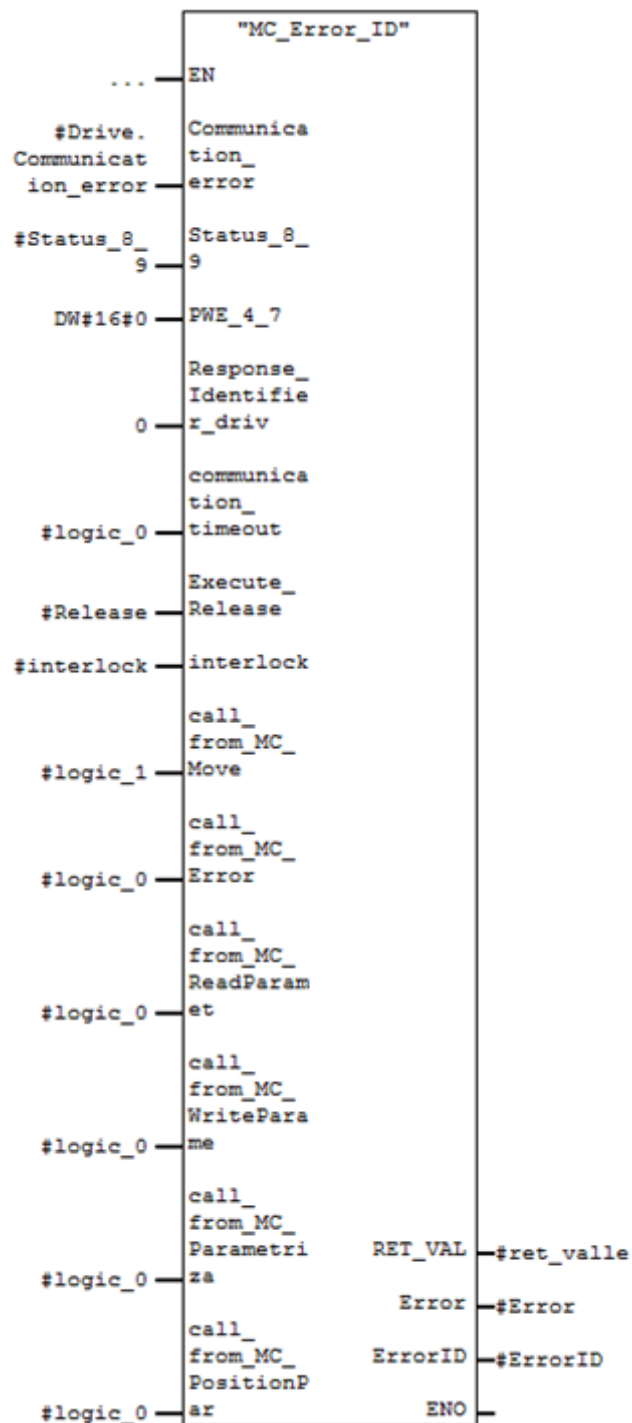 "MC_Error_ID"
... EN
#Drive. Communica
Communicat tion_
ion_error error
#Status_8_ Status_8_
9 9
DW#16#0 PWE_4_7
Response_
Identifie
0 r_driv
communica
tion_
#logic_0 timeout
Execute_
#Release Release
#interlock interlock
call_
from_MC_
#logic_1 Move
call_
from_MC_
#logic_0 Error
call_
from_MC_
ReadParam
#logic_0 et
call_
from_MC_
WritePara
#logic_0 me
call_
from_MC_
Parametri RET_VAL #ret_valle
#logic_0 za
Error #Error
call_
from_MC_ ErrorID #ErrorID
PositionP
#logic_0 ar ENO